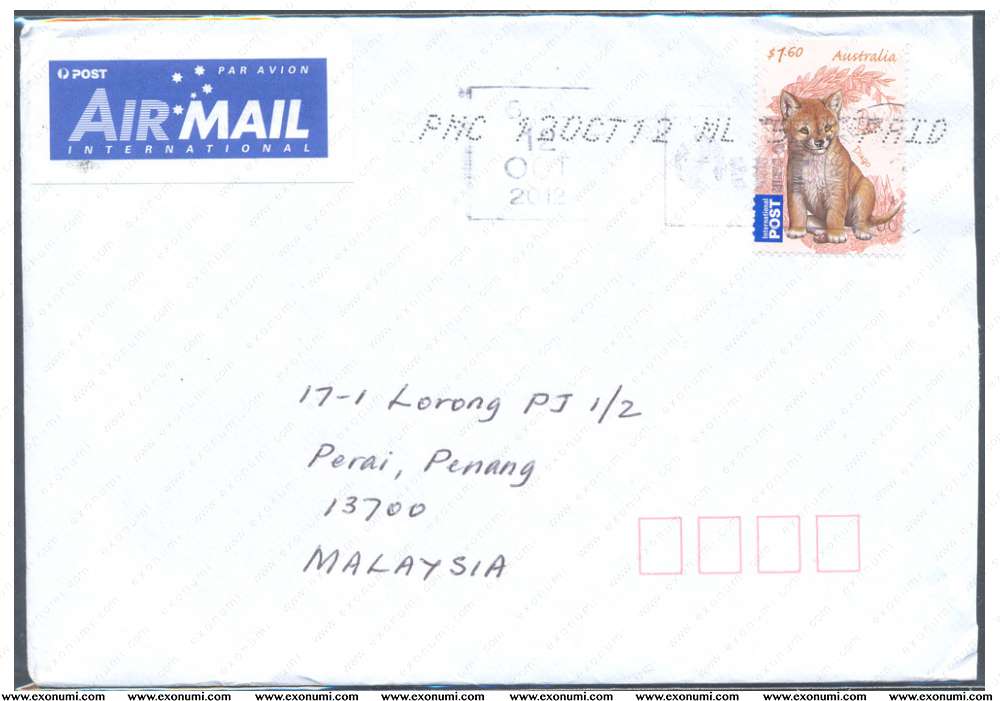 POST
PAR AVION
AIR MAIL
INTERNATIONAL
PMC 13OCT12 ML PAID
12
OCT
2012
$1.60
Australia
International
POST
17-1 Lorong PJ 1/2
Perai, Penang
13700
MALAYSIA
www.exonumi.com www.exonumi.com www.exonumi.com www.exonumi.com www.exonumi.com www.exonumi.com www.exonumi.com www.exonumi.com